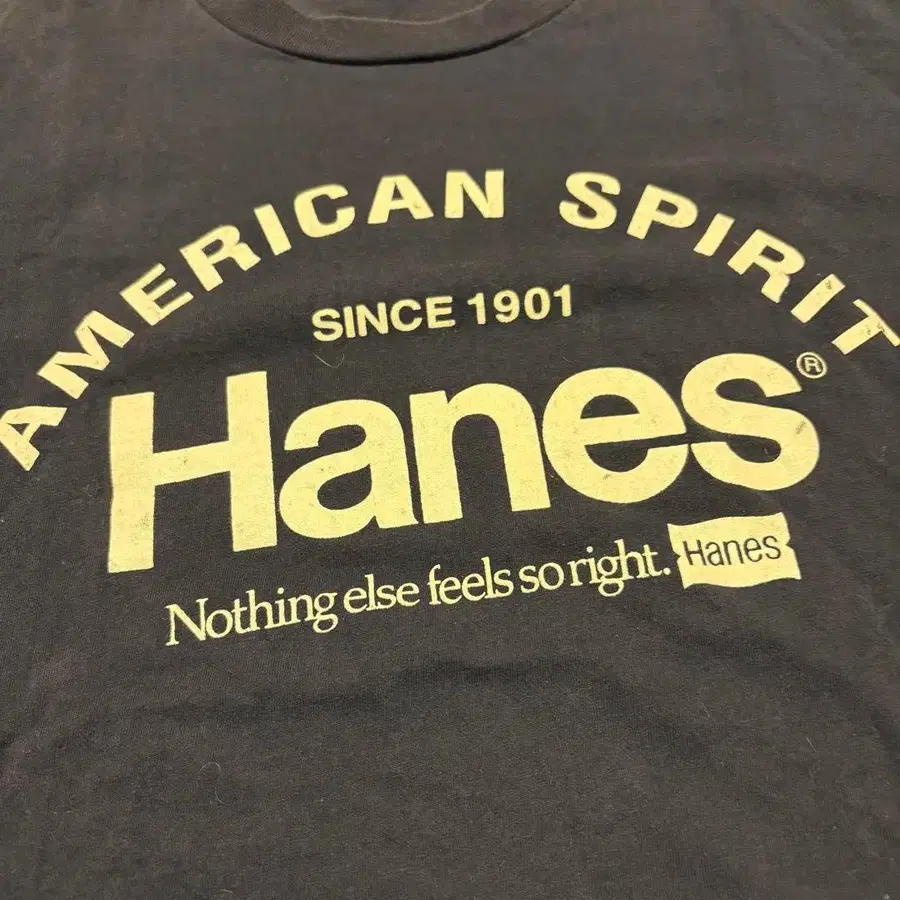 AMERICAN SPIRIT
SINCE 1901
Hanes®
Nothing else feels so right. Hanes